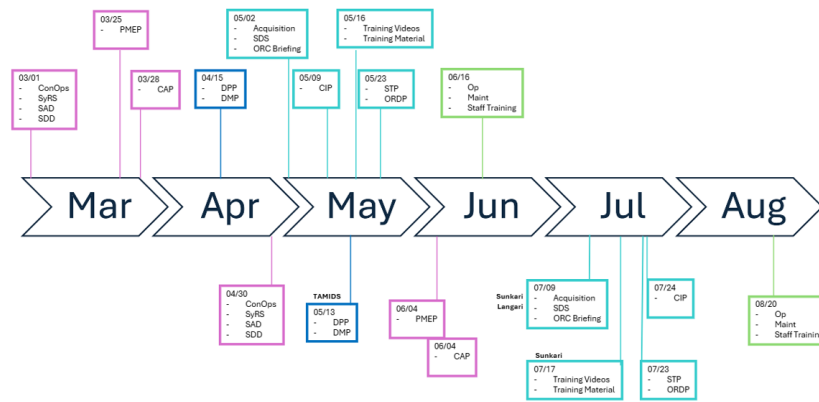 03/25
- PMEP
05/02
- Acquisition
- SDS
- ORC Briefing
05/16
- Training Videos
- Training Material
03/01
- ConOps
- SyRS
- SAD
- SDD
03/28
- CAP
04/15
- DPP
- DMP
05/09
- CIP
05/23
- STP
- ORDP
06/16
- Op
- Maint
- Staff Training
Mar
Apr
May
Jun
Jul
Aug
04/30
- ConOps
- SyRS
- SAD
- SDD
TAMIDS
05/13
- DPP
- DMP
06/04
- PMEP
06/04
- CAP
Sunkari
Langari
07/09
- Acquisition
- SDS
- ORC Briefing
07/24
- CIP
08/20
- Op
- Maint
- Staff Training
Sunkari
07/17
- Training Videos
- Training Material
07/23
- STP
- ORDP